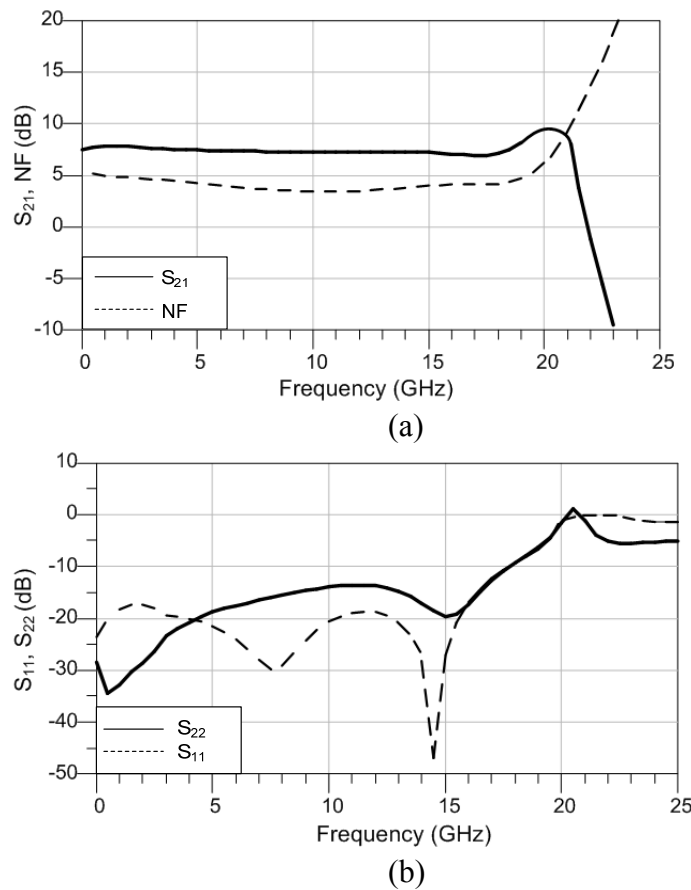 S21, NF (dB)
20
15
10
5
0
-5
-10
S21
NF
0 5 10 15 20 25
Frequency (GHz)
(a)
S11, S22 (dB)
10
0
-10
-20
-30
-40
-50
S22
S11
0 5 10 15 20 25
Frequency (GHz)
(b)